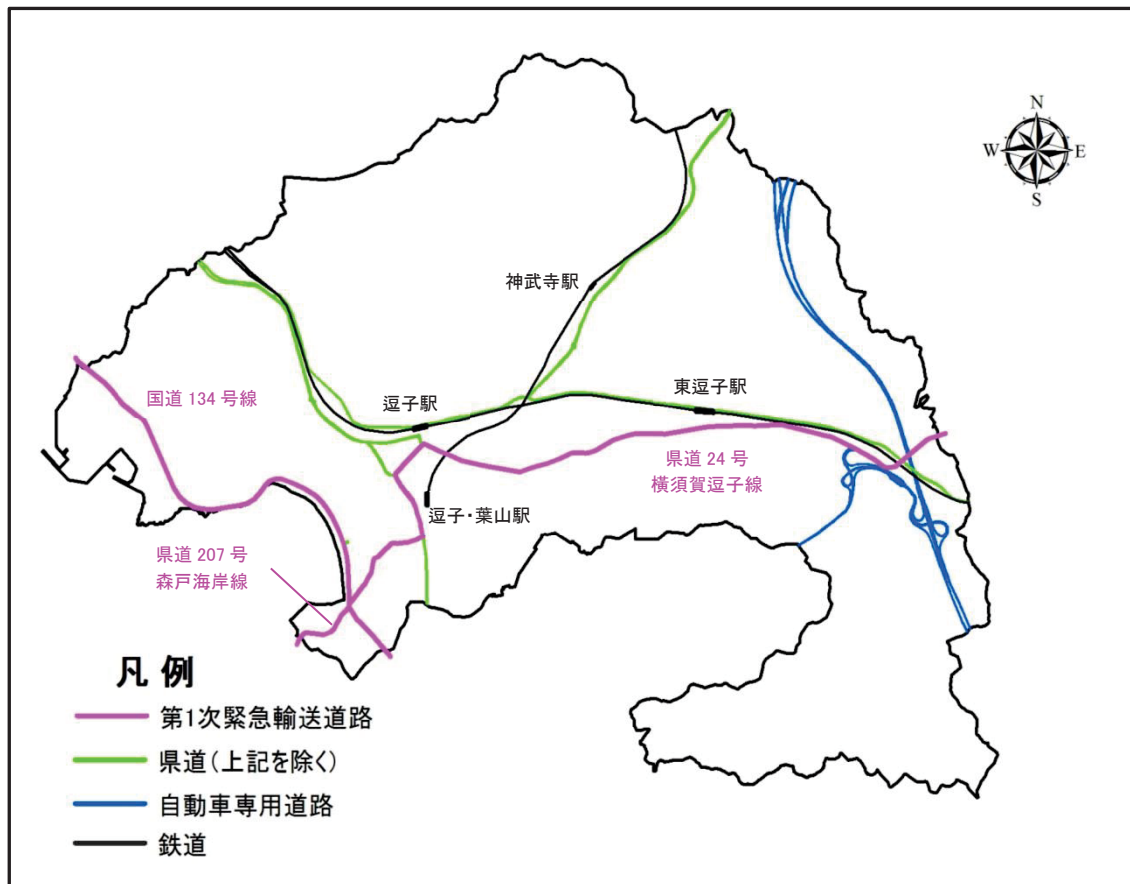 N
W
E
S
神武寺駅
国道 134 号線
逗子駅
東逗子駅
県道 24 号
横須賀逗子線
逗子・葉山駅
県道 207 号
森戸海岸線
凡 例
第1次緊急輸送道路
県道(上記を除く)
自動車専用道路
鉄道